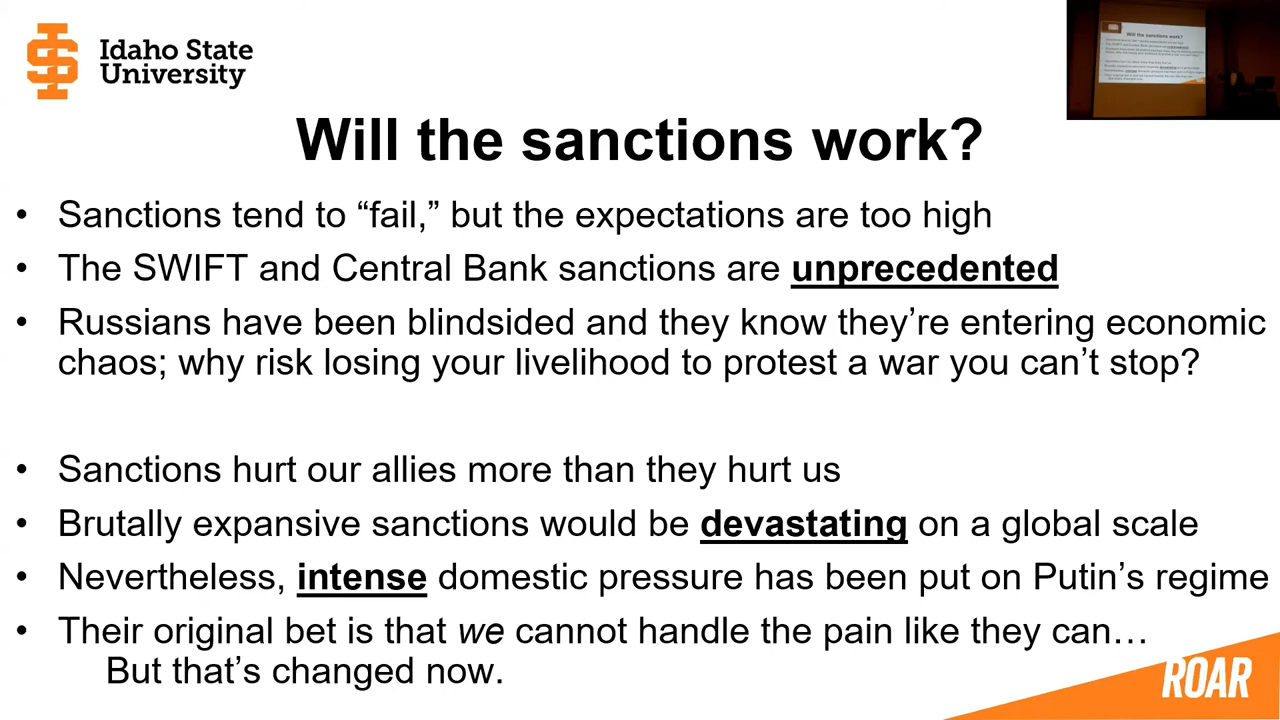 Idaho State
University
Will the sanctions work?
Will the sanctions work?
• Sanctions tend to “fail,” but the expectations are too high
• The SWIFT and Central Bank sanctions are unprecedented
• Russians have been blindsided and they know they’re entering economic
chaos; why risk losing your livelihood to protest a war you can’t stop?
• Sanctions hurt our allies more than they hurt us
• Brutally expansive sanctions would be devastating on a global scale
• Nevertheless, intense domestic pressure has been put on Putin’s regime
• Their original bet is that we cannot handle the pain like they can…
But that’s changed now.
ROAR